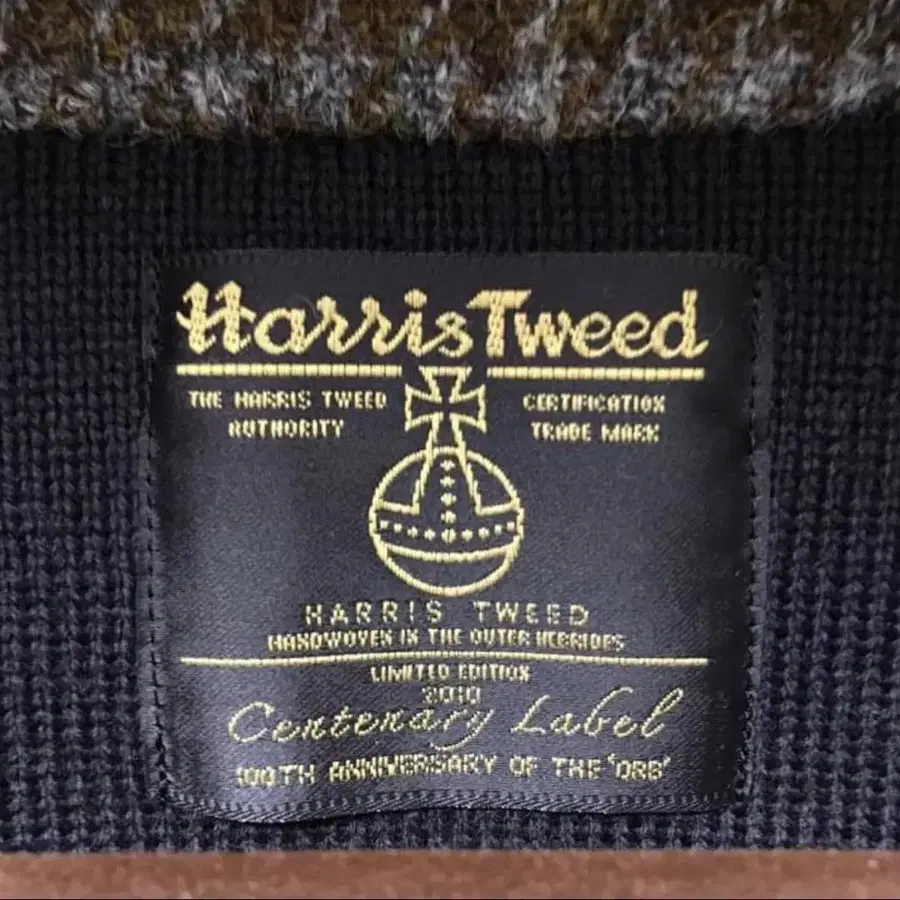 Harris Tweed
THE HARRIS TWEED AUTHORITY
CERTIFICATION TRADE MARK
HARRIS TWEED
HANDWOVEN IN THE OUTER HEBRIDES
LIMITED EDITION
2010
Centenary Label
100TH ANNIVERSARY OF THE 'ORB'